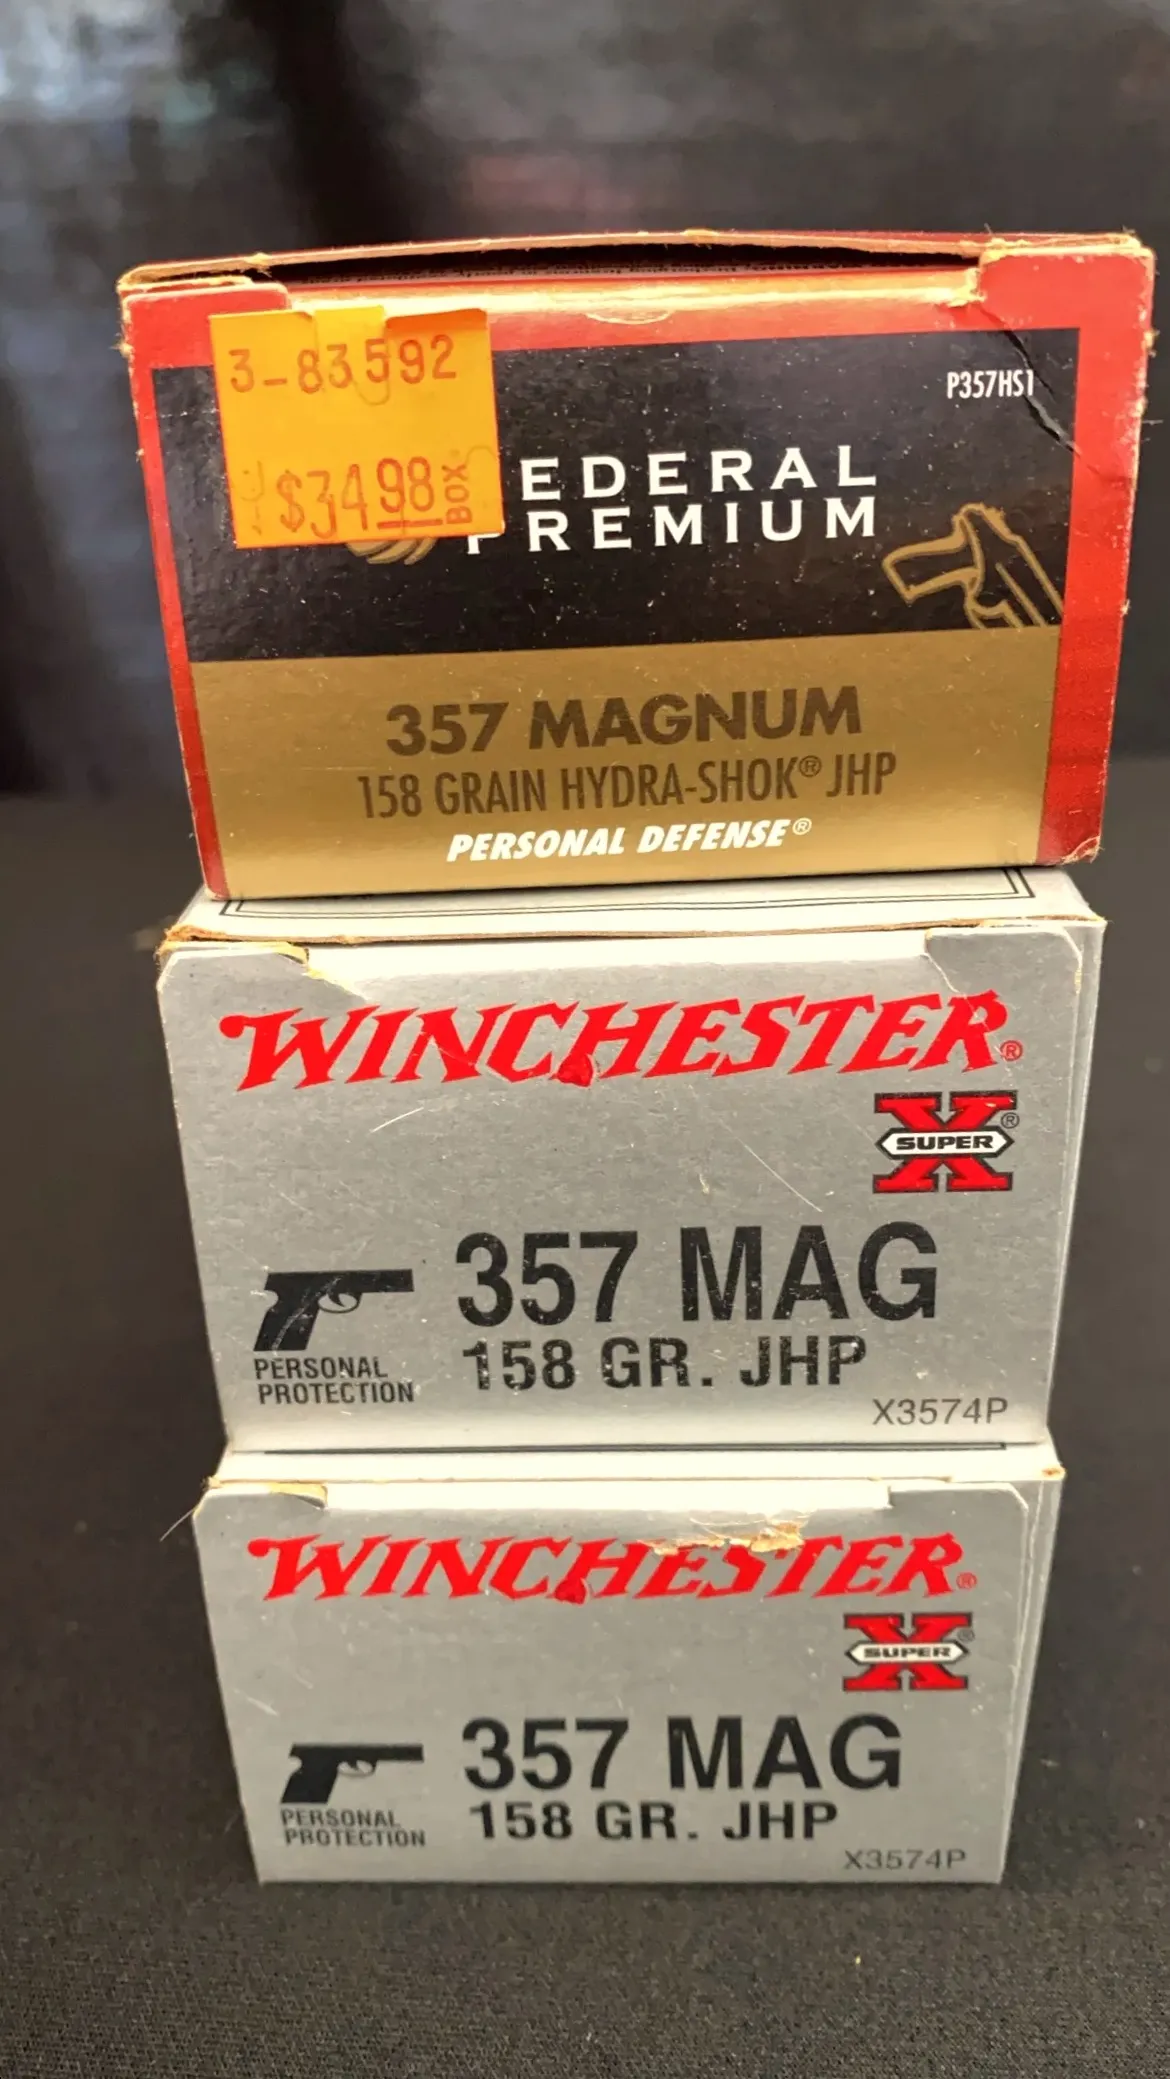 3-83592
$34.98 BOX
P357HS1
EDERAL
PREMIUM
357 MAGNUM
158 GRAIN HYDRA-SHOK® JHP
PERSONAL DEFENSE®
WINCHESTER®
SUPER X®
357 MAG
158 GR. JHP
PERSONAL
PROTECTION
X3574P
WINCHESTER®
SUPER X®
357 MAG
158 GR. JHP
PERSONAL
PROTECTION
X3574P